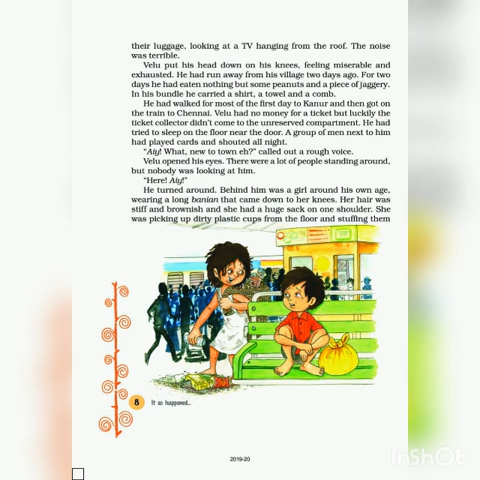 their luggage, looking at a TV hanging from the roof. The noise
was terrible.
Velu put his head down on his knees, feeling miserable and
exhausted. He had run away from his village two days ago. For two
days he had eaten nothing but some peanuts and a piece of jaggery.
In his bundle he carried a shirt, a towel and a comb.
He had walked for most of the first day to Kanur and then got on
the train to Chennai. Velu had no money for a ticket but luckily the
ticket collector didn't come to the unreserved compartment. He had
tried to sleep on the floor near the door. A group of men next to him
had played cards and shouted all night.
"Aiy! What, new to town eh?" called out a rough voice.
Velu opened his eyes. There were a lot of people standing around,
but nobody was looking at him.
"Here! Aiy!"
He turned around. Behind him was a girl around his own age,
wearing a long banian that came down to her knees. Her hair was
stiff and brownish and she had a huge sack on one shoulder. She
was picking up dirty plastic cups from the floor and stuffing them
8 It so happened...
2019-20
InShOt